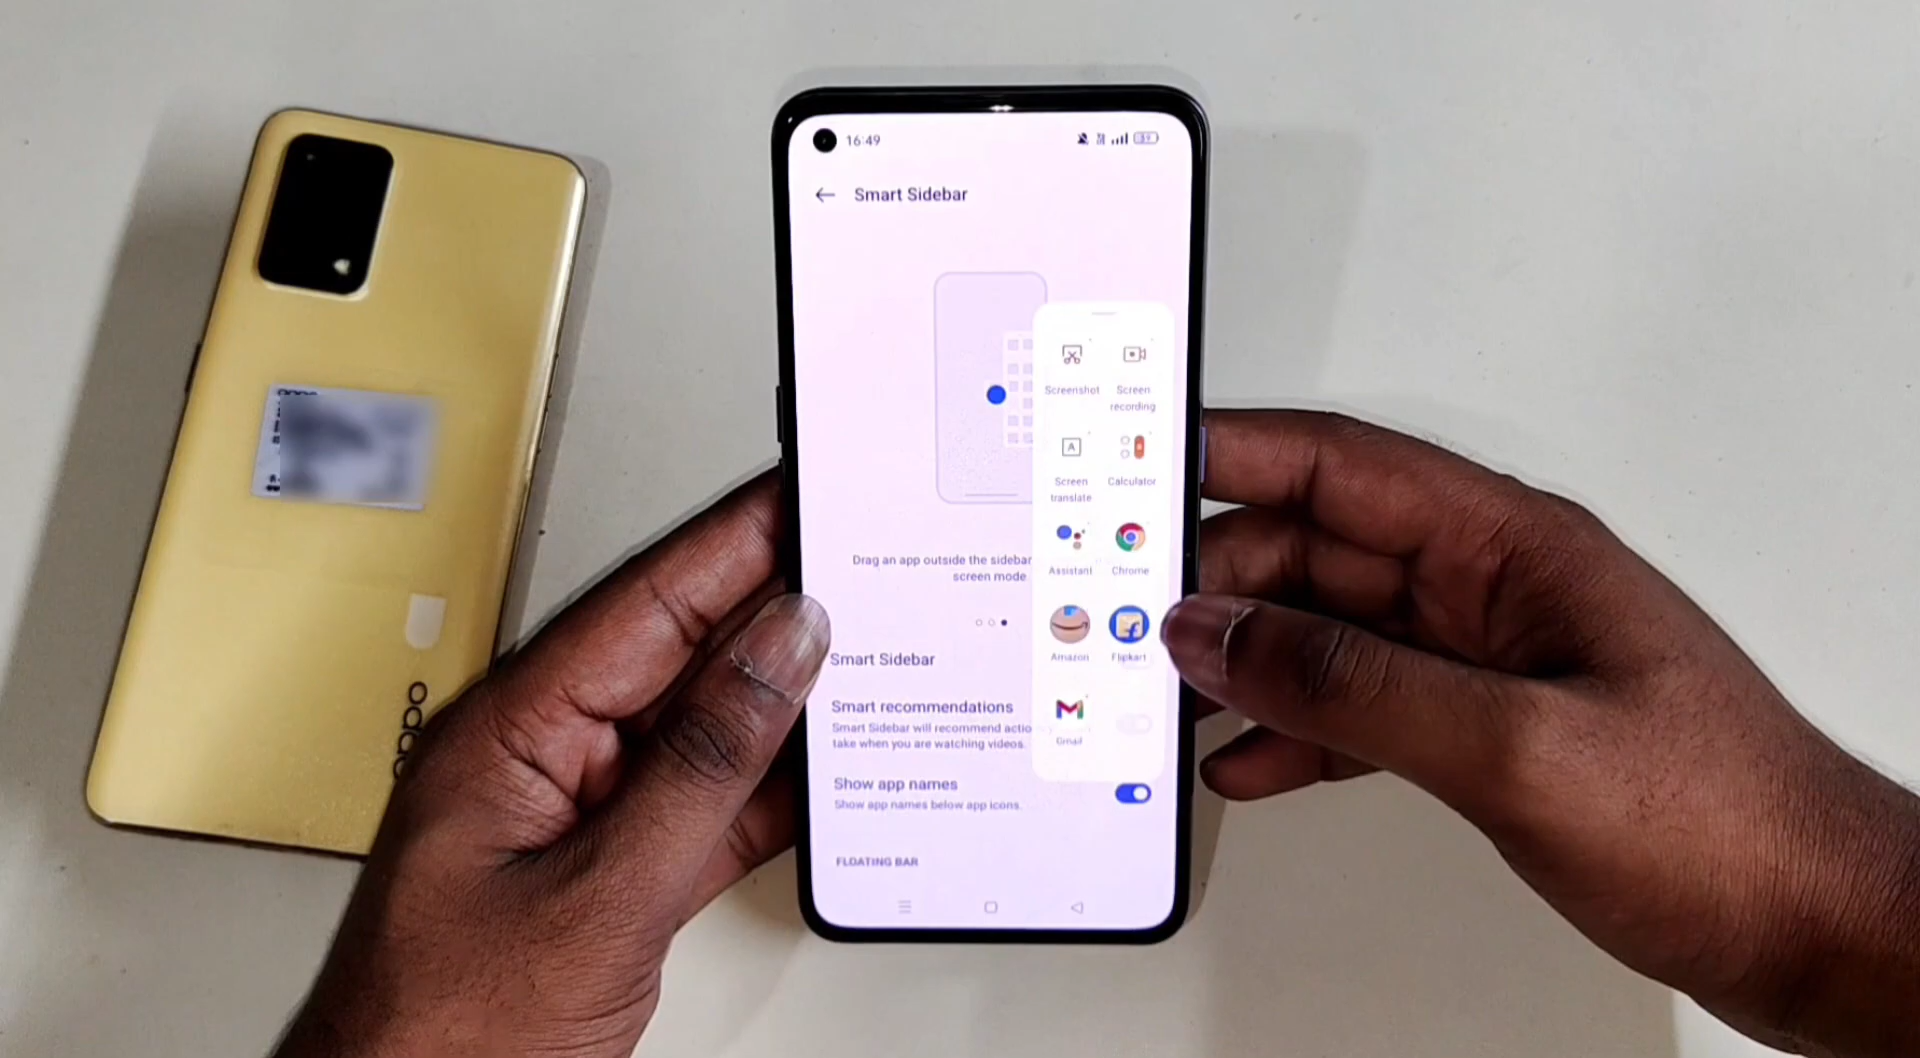 16:49
Smart Sidebar
Screenshot
Screen
recording
A
Screen
translate
Calculator
Assistant
Chrome
Amazon
Flipkart
Gmail
Drag an app outside the sidebar
screen mode
Smart Sidebar
Smart recommendations
Smart Sidebar will recommend actio
take when you are watching videos.
Show app names
Show app names below app icons.
FLOATING BAR
oppo